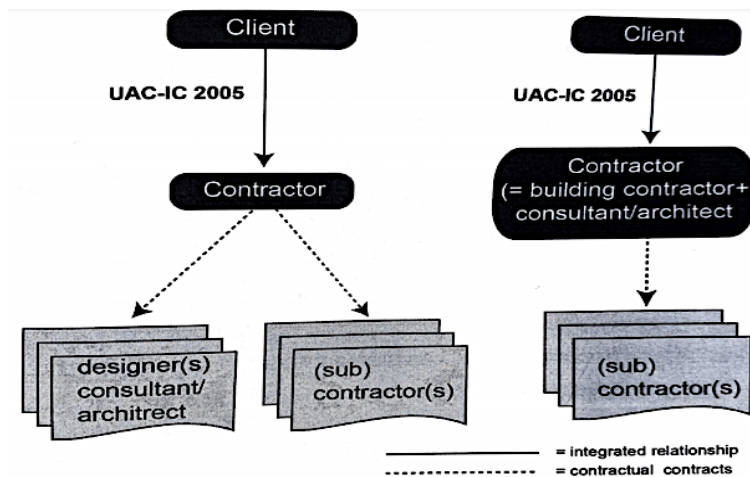 Client
UAC-IC 2005
Contractor
designer(s)
consultant/
architrect
(sub)
contractor(s)
Client
UAC-IC 2005
Contractor
(= building contractor+
consultant/architect
(sub)
contractor(s)
= integrated relationship
= contractual contracts